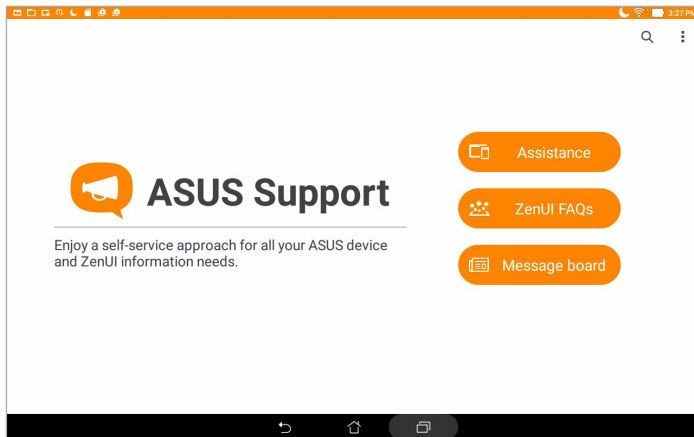 3:27 PM
ASUS Support
Enjoy a self-service approach for all your ASUS device
and ZenUI information needs.
Assistance
ZenUI FAQs
Message board